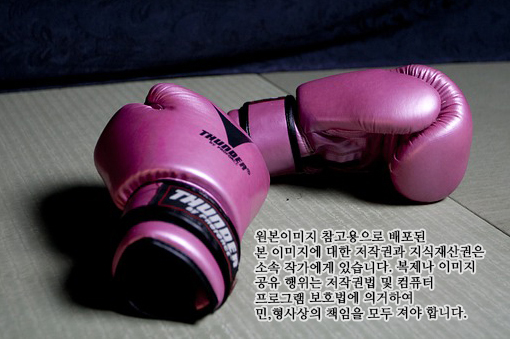 THUNDER
THUNDER
원본이미지 참고용으로 배포된
본 이미지에 대한 저작권과 지식재산권은
소속 작가에게 있습니다. 복제나 이미지
공유 행위는 저작권법 및 컴퓨터
프로그램 보호법에 의거하여
민,형사상의 책임을 모두 져야 합니다.